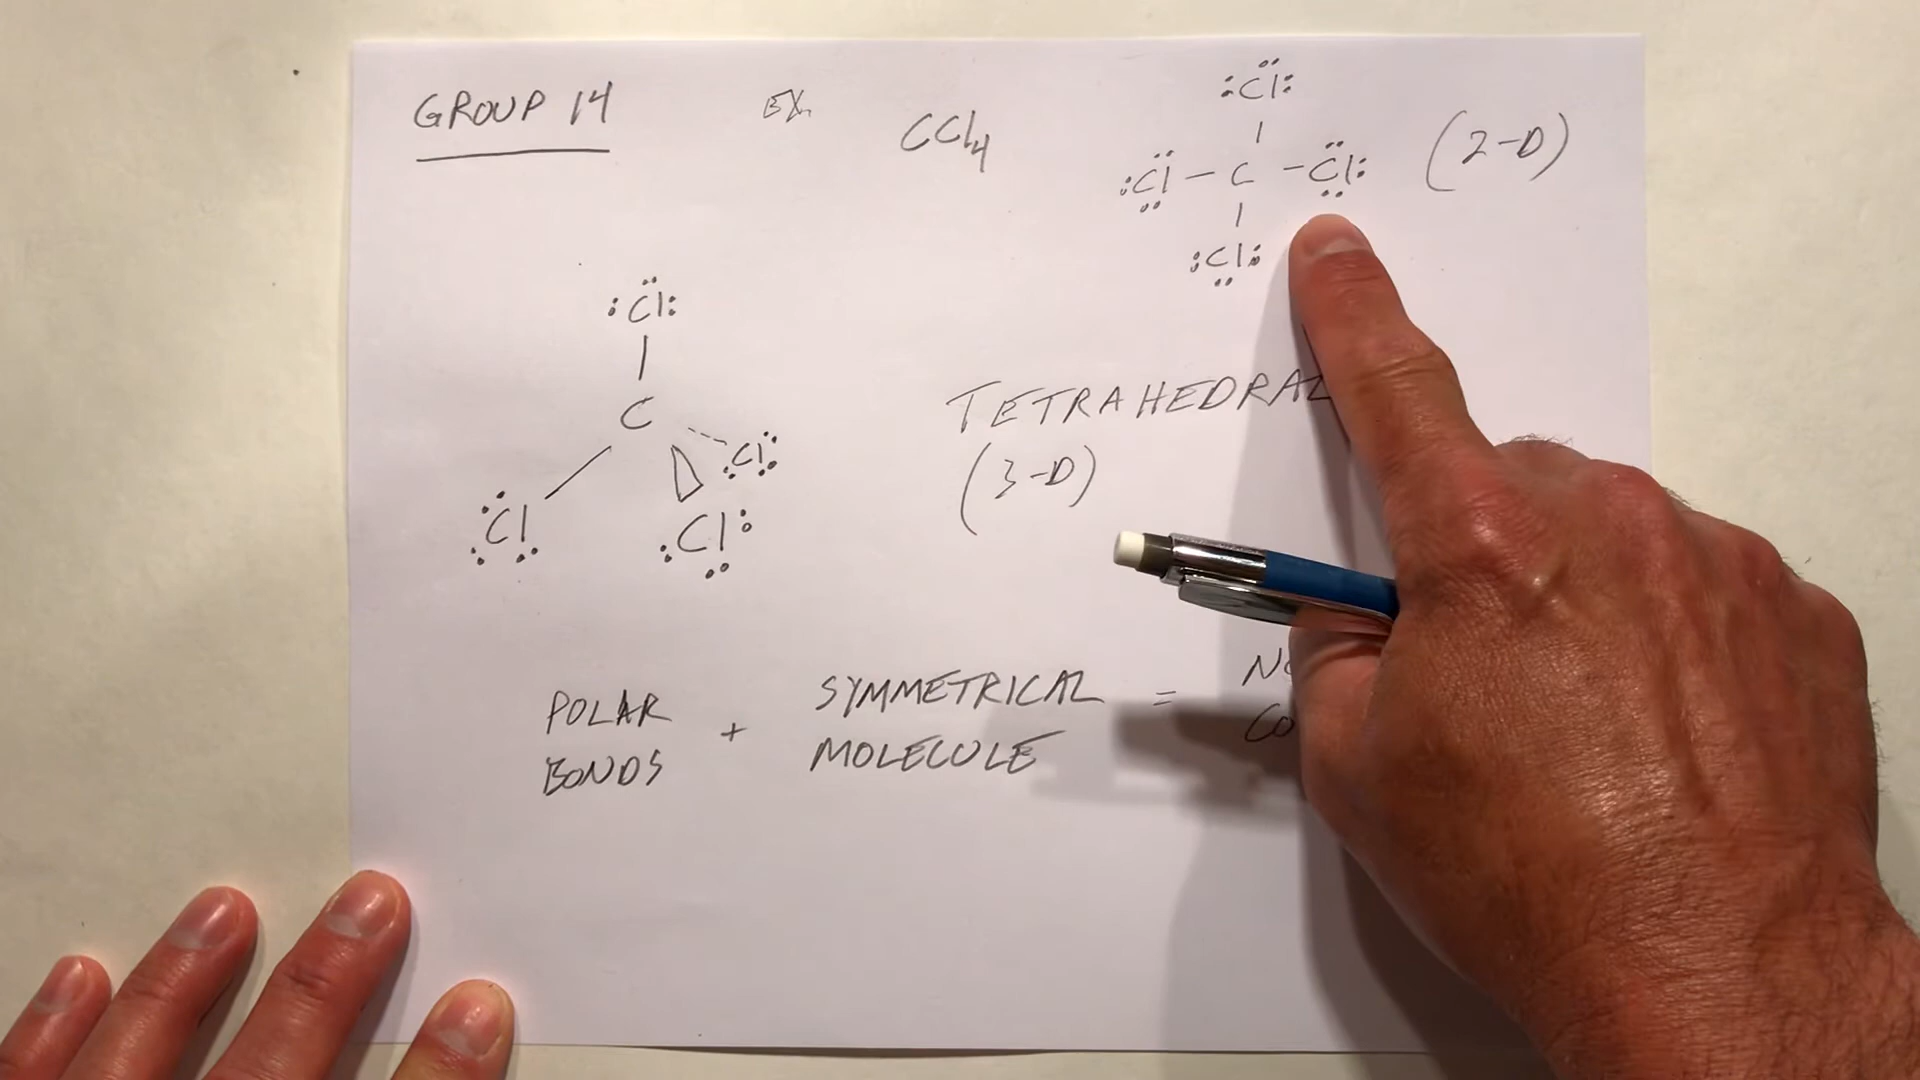 GROUP 14 EX. CCl4
:Cl:
:Cl - C - Cl: (2-D)
:Cl:
:Cl:
C
Cl
Cl Cl
TETRAHEDRAL
(3-D)
POLAR BONDS + SYMMETRICAL MOLECULE =